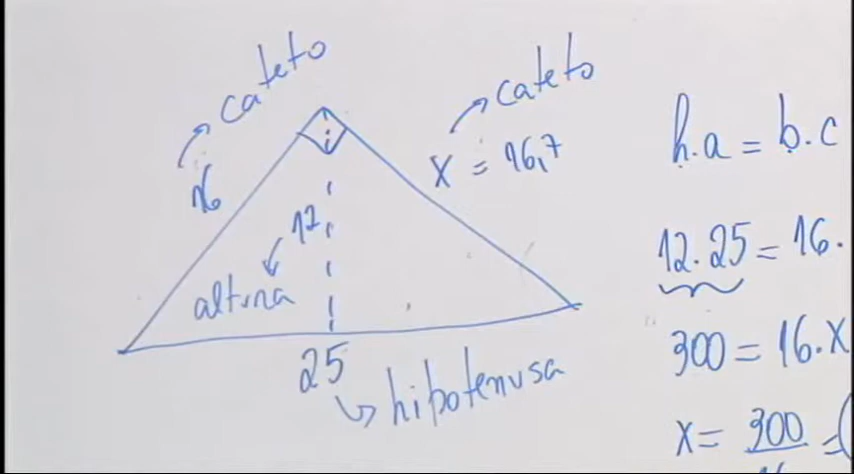 cateto
cateto
16
x = 16,7
12
altura
25
hipotenusa
h.a = b.c
12.25 = 16.
300 = 16.x
x = 300 =